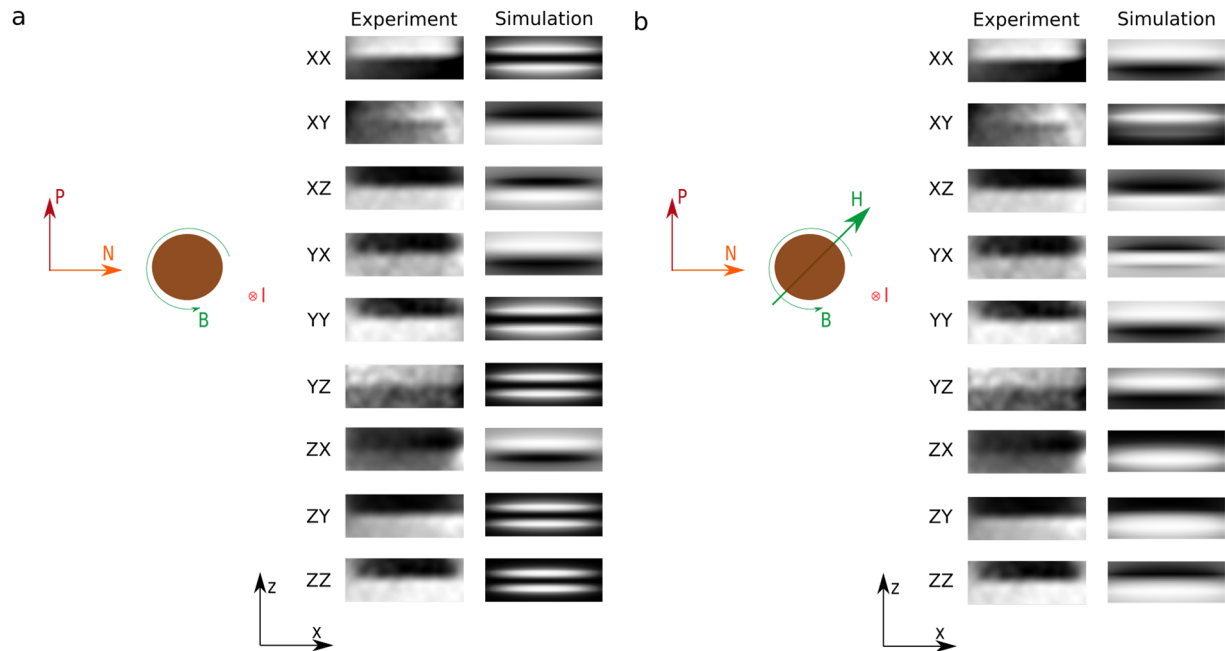 a
Experiment Simulation
XX
XY
XZ
YX
YY
YZ
ZX
ZY
ZZ
P
N
B
⊗ I
z
x
b
Experiment Simulation
XX
XY
XZ
YX
YY
YZ
ZX
ZY
ZZ
P
N
H
B
⊗ I
z
x